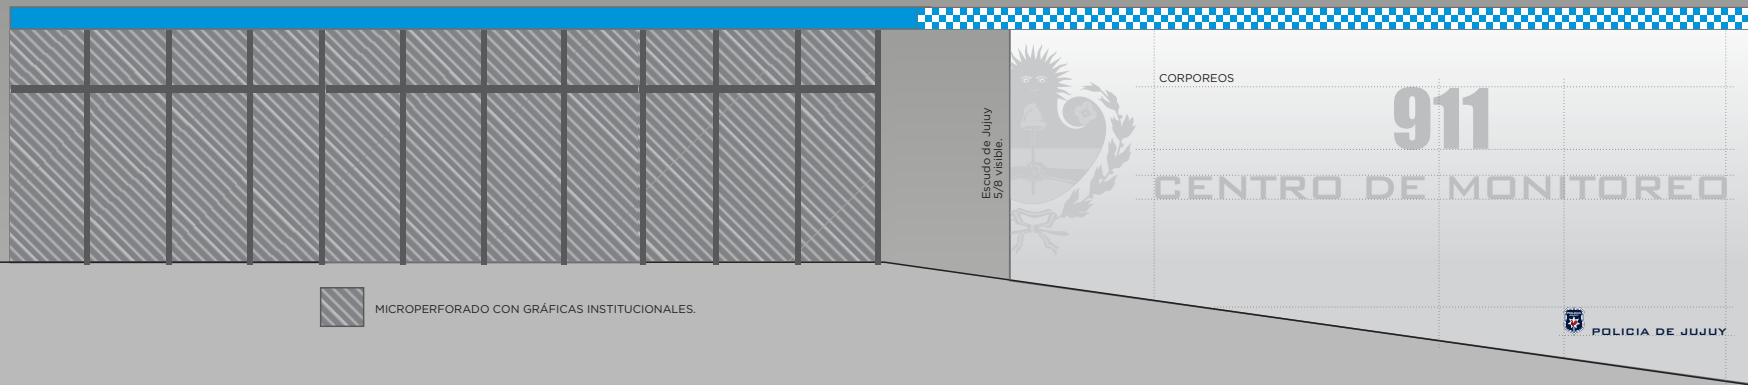 CORPOREOS
911
Escudo de Jujuy
5/8 visible.
CENTRO DE MONITOREO
MICROPERFORADO CON GRÁFICAS INSTITUCIONALES.
POLICIA DE JUJUY